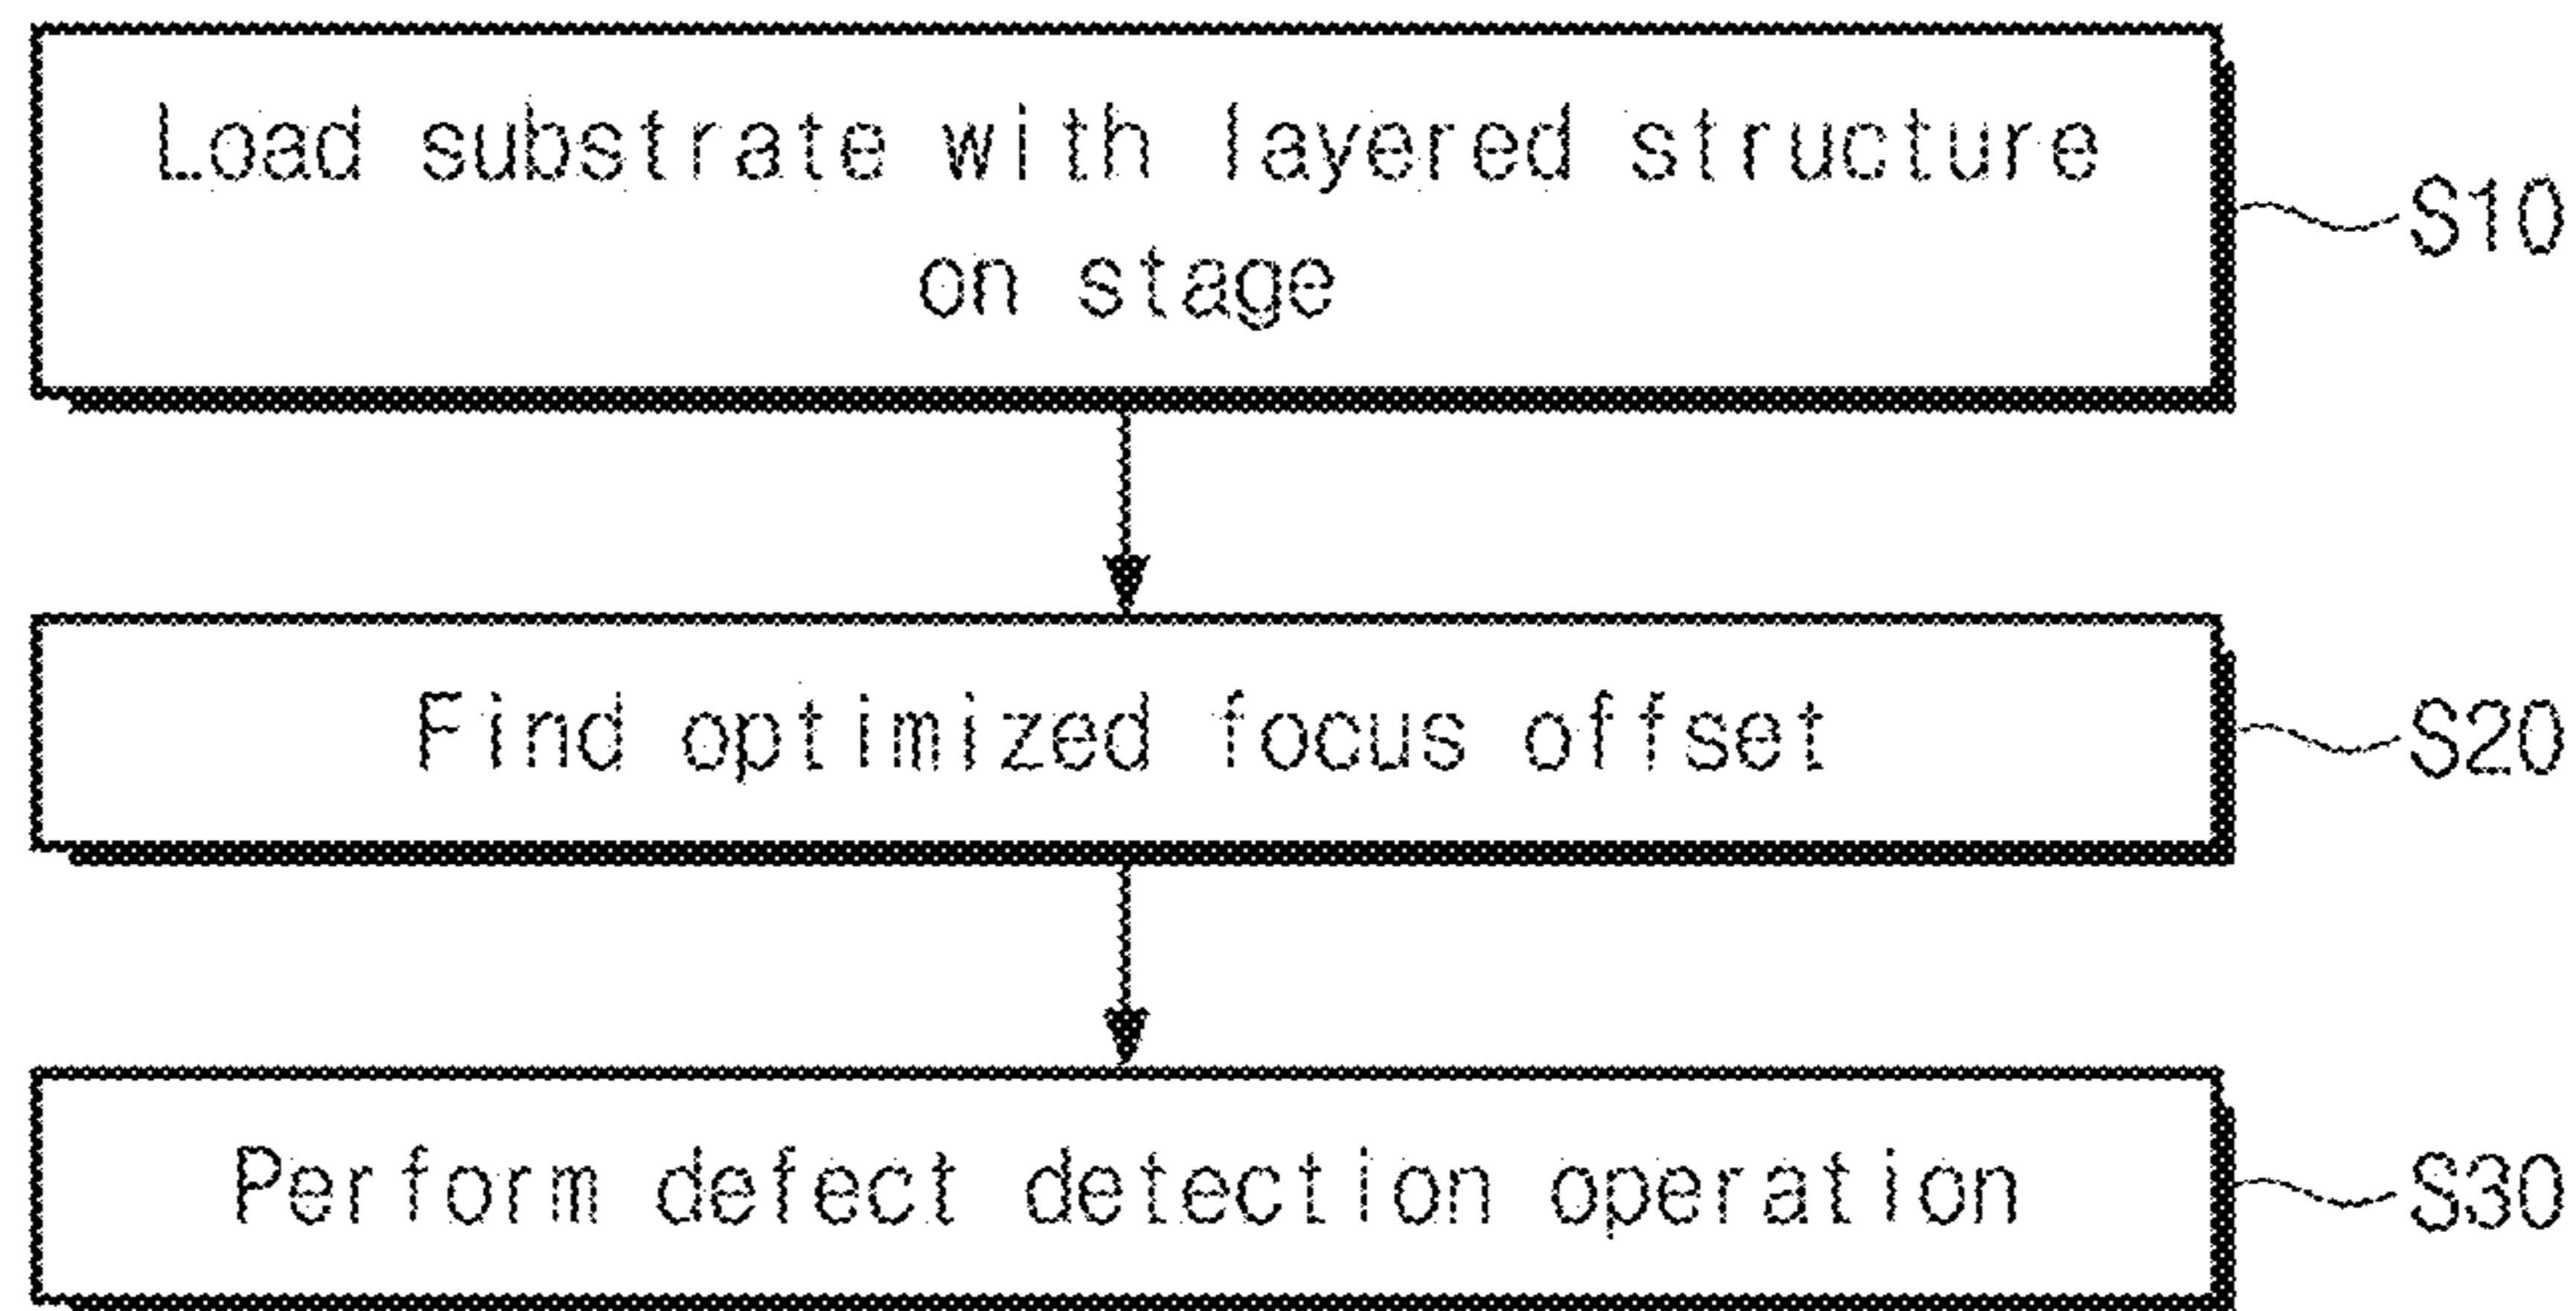 Load substrate with layered structure
on stage
S10
Find optimized focus offset
S20
Perform defect detection operation
S30